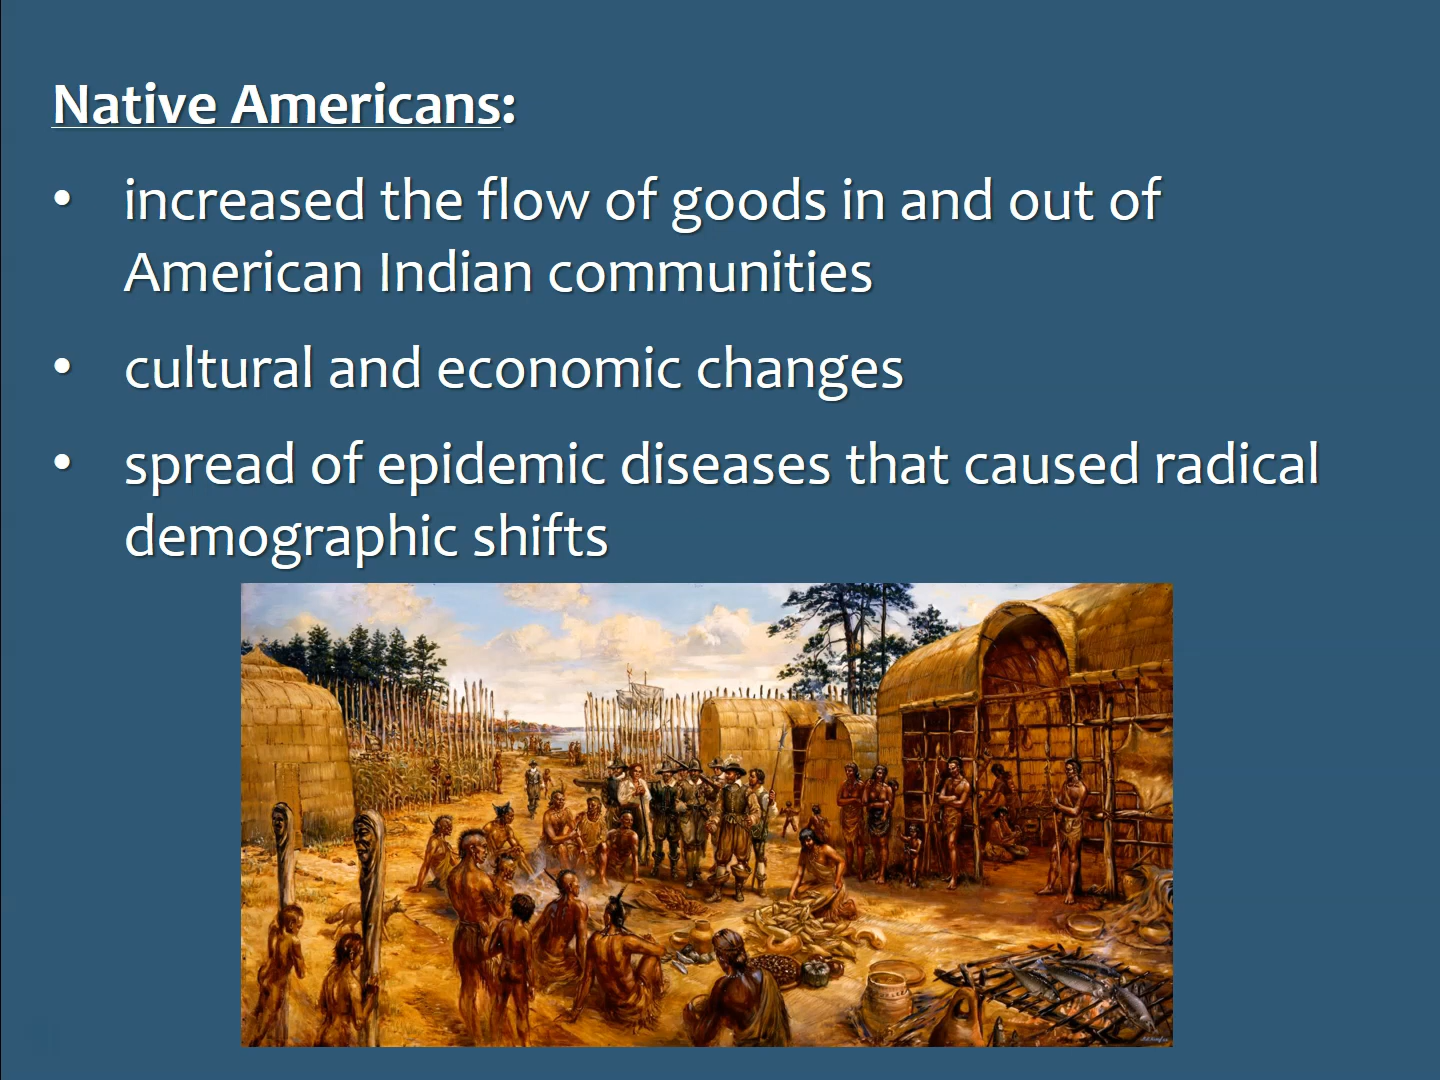 Native Americans:
• increased the flow of goods in and out of
American Indian communities
• cultural and economic changes
• spread of epidemic diseases that caused radical
demographic shifts